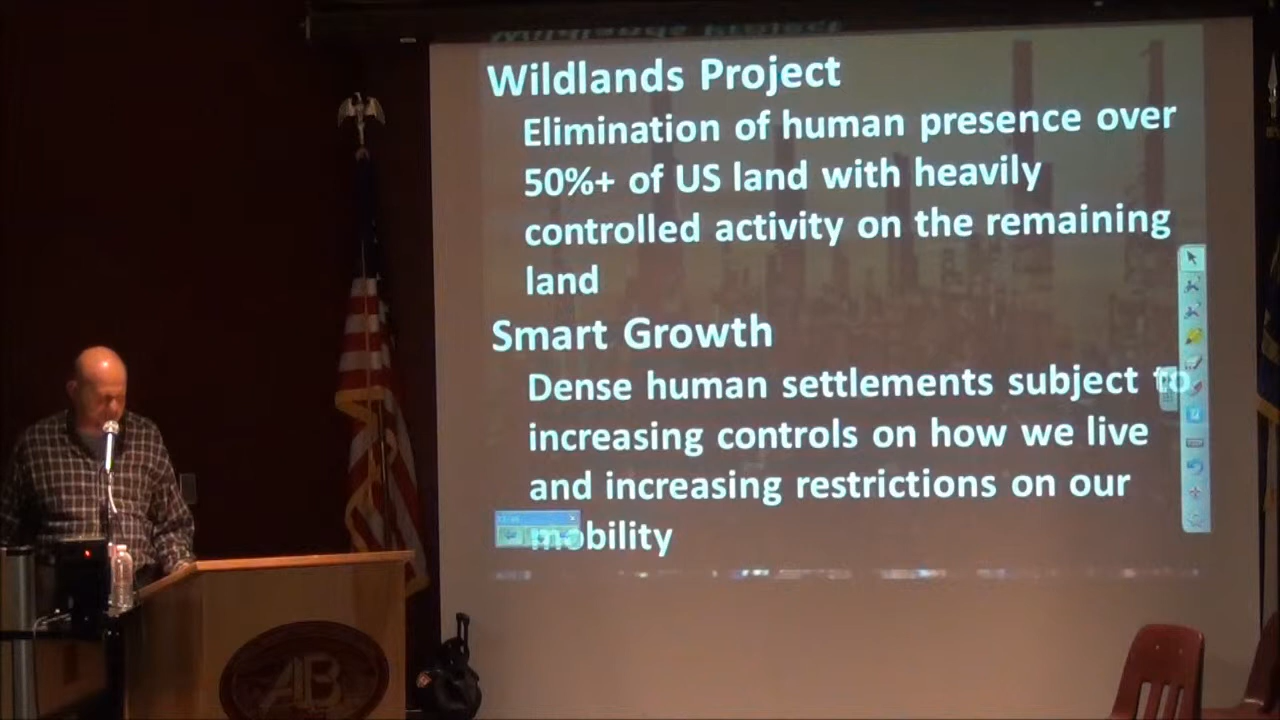 Wildlands Project
Elimination of human presence over
50%+ of US land with heavily
controlled activity on the remaining
land
Smart Growth
Dense human settlements subject to
increasing controls on how we live
and increasing restrictions on our
mobility
AB